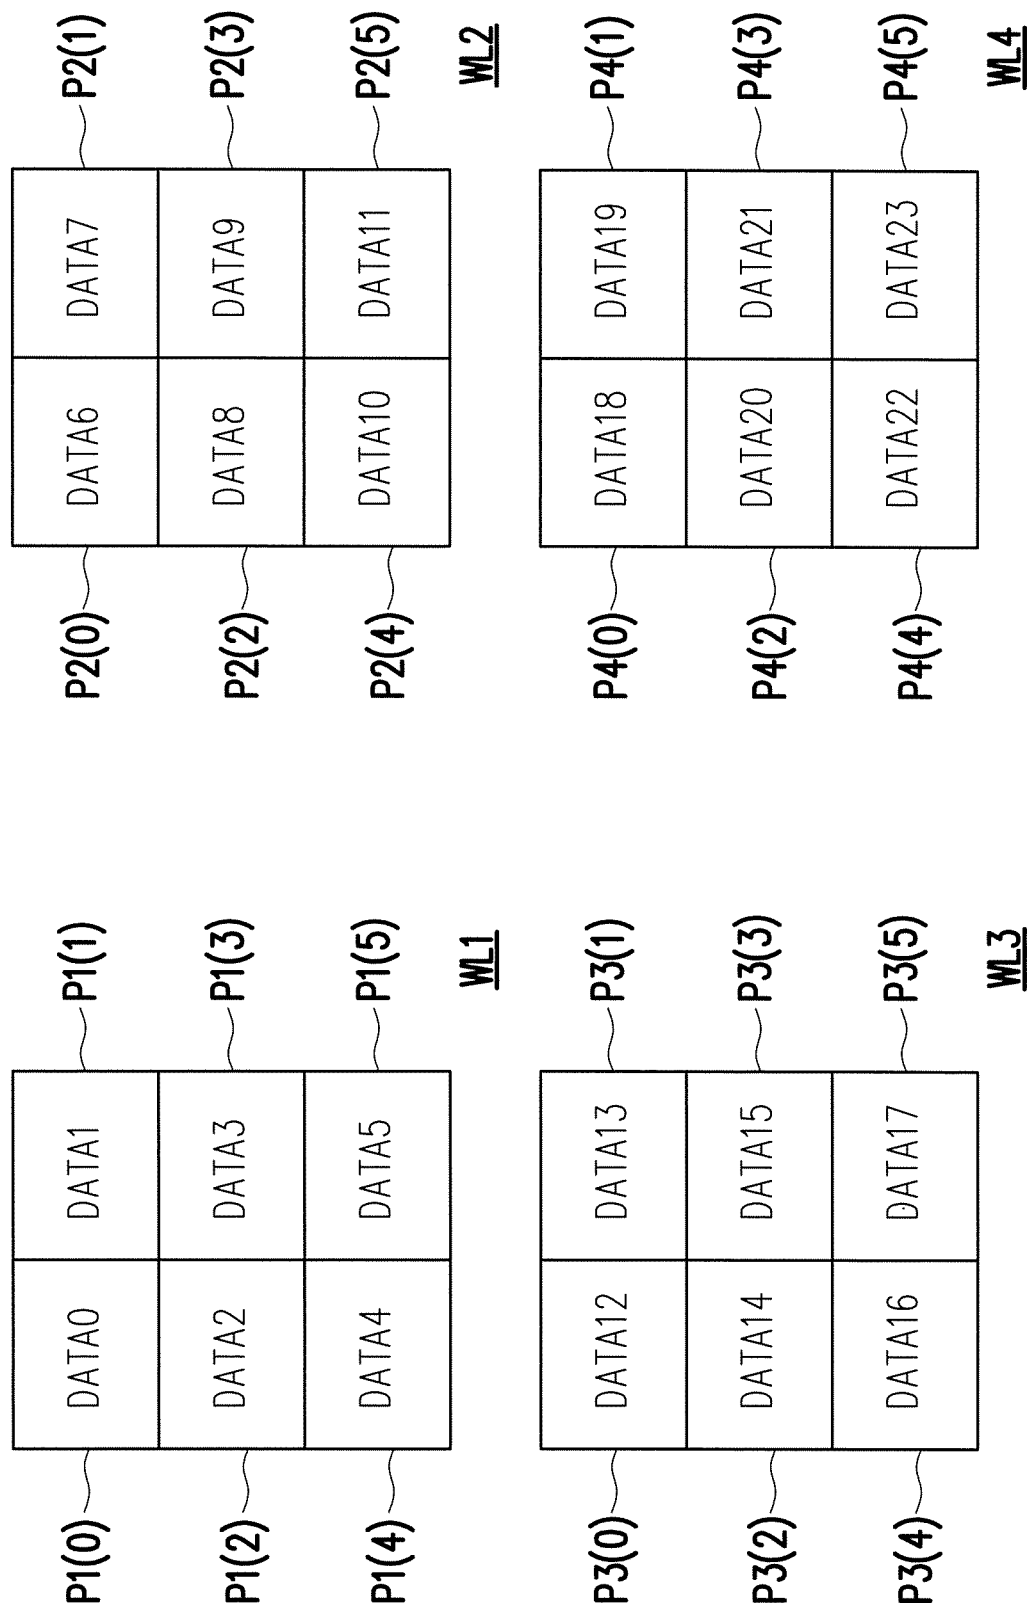 P1(0) DATA0 DATA1 P1(1)
P1(2) DATA2 DATA3 P1(3)
P1(4) DATA4 DATA5 P1(5)
WL1
P2(0) DATA6 DATA7 P2(1)
P2(2) DATA8 DATA9 P2(3)
P2(4) DATA10 DATA11 P2(5)
WL2
P3(0) DATA12 DATA13 P3(1)
P3(2) DATA14 DATA15 P3(3)
P3(4) DATA16 DATA17 P3(5)
WL3
P4(0) DATA18 DATA19 P4(1)
P4(2) DATA20 DATA21 P4(3)
P4(4) DATA22 DATA23 P4(5)
WL4